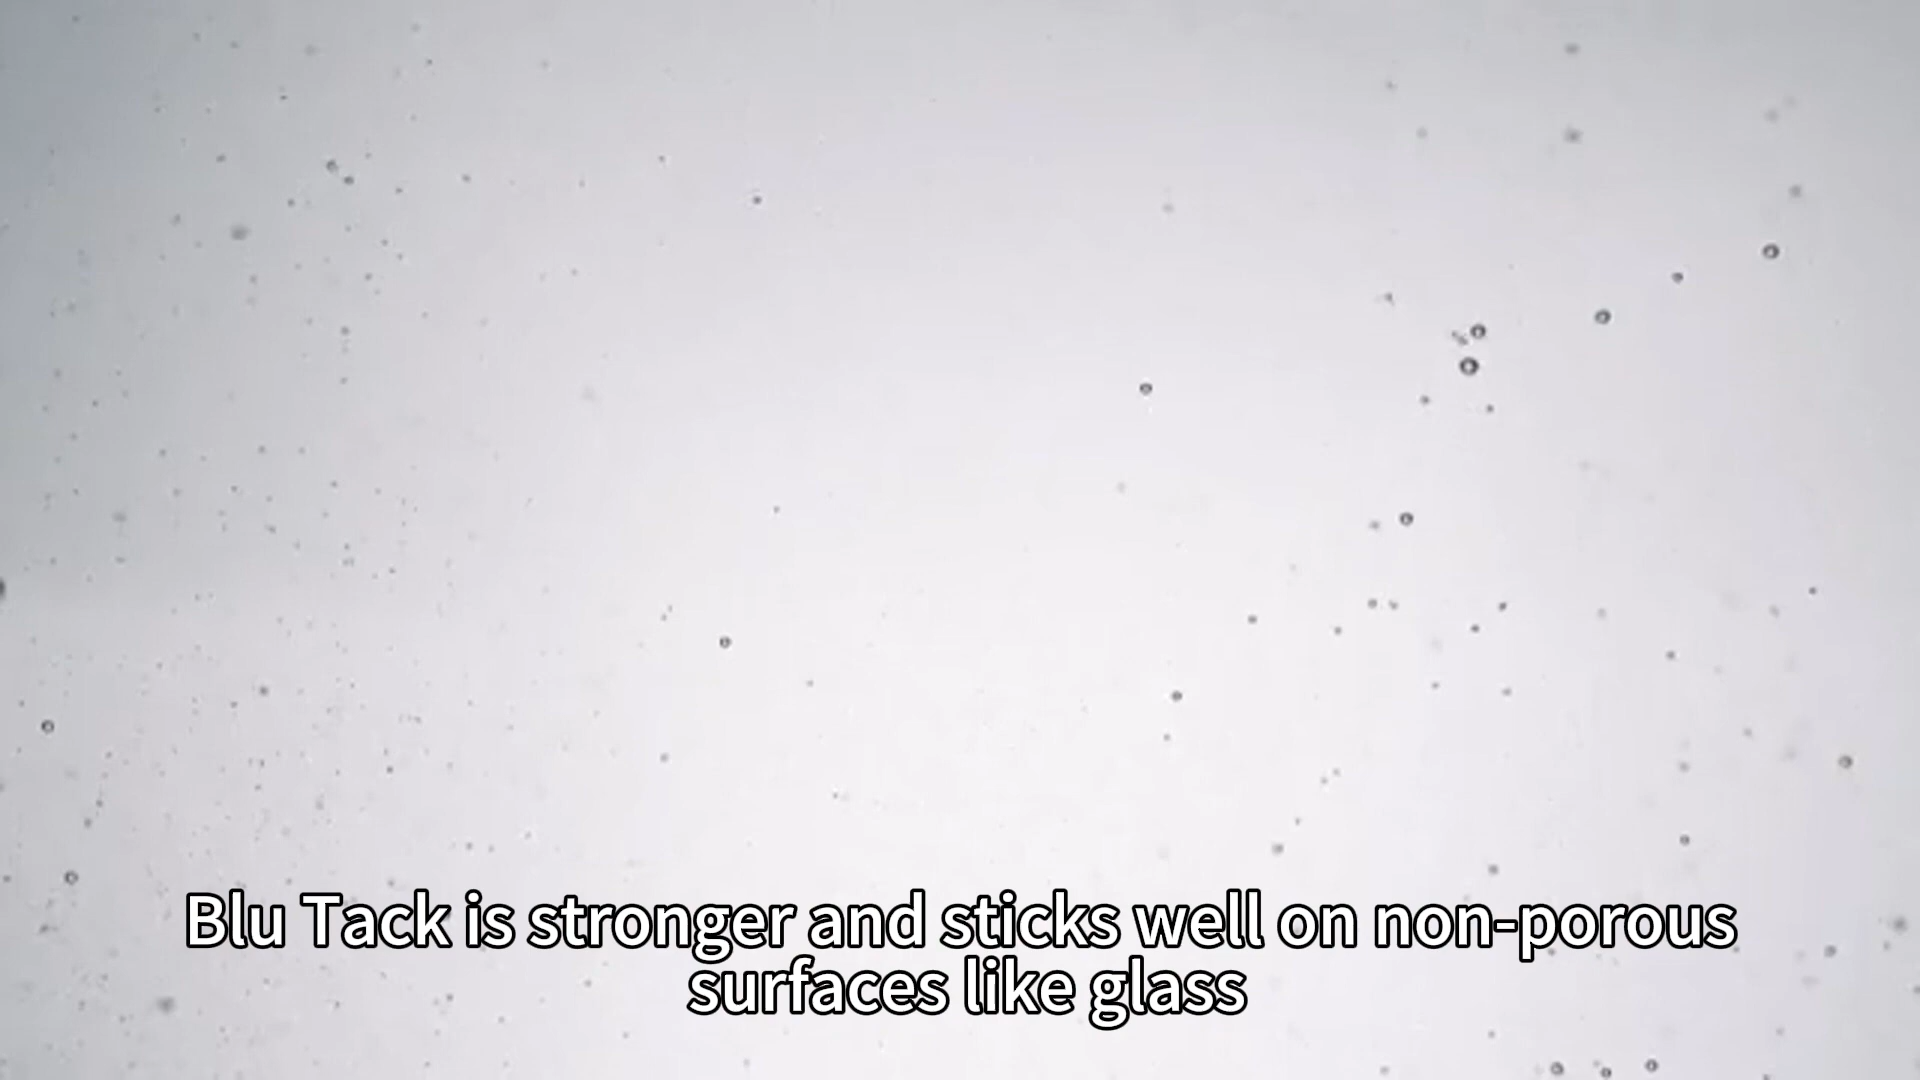 Blu Tack is stronger and sticks well on non-porous
surfaces like glass